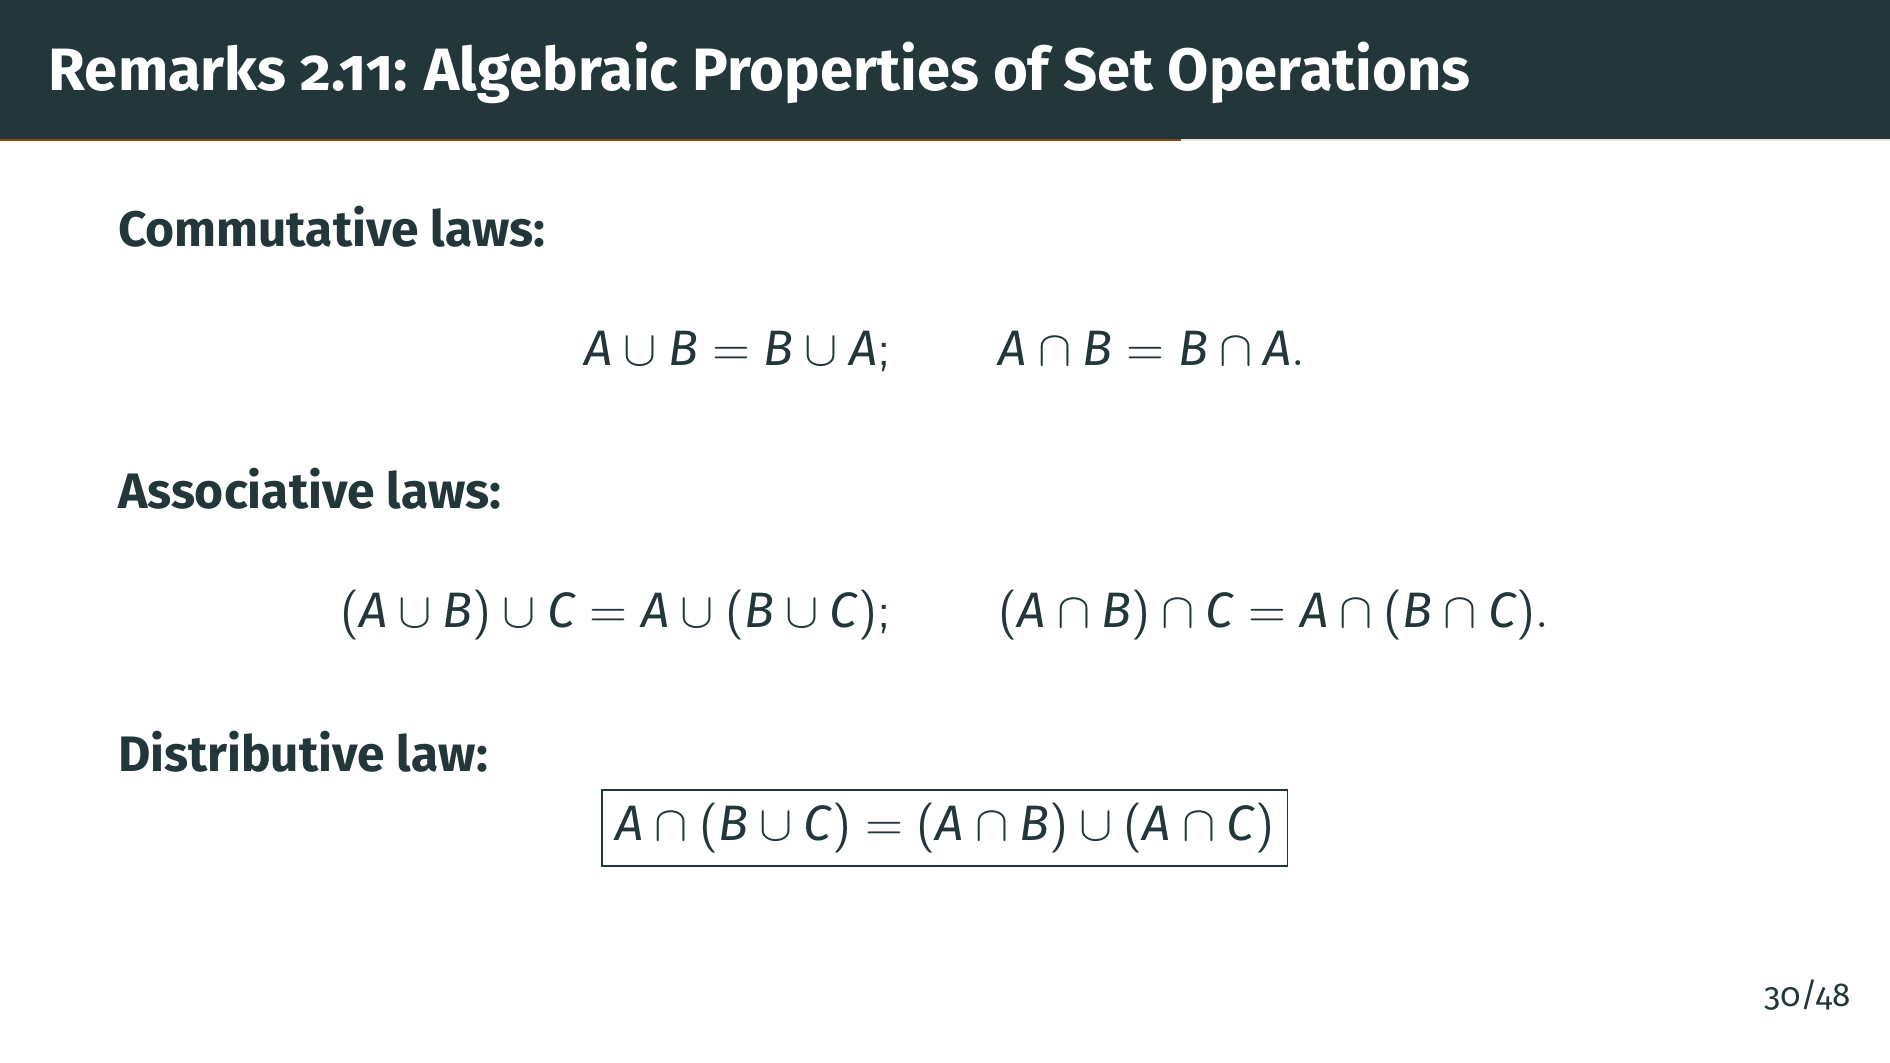 Remarks 2.11: Algebraic Properties of Set Operations
Commutative laws:
A ∪ B = B ∪ A; A ∩ B = B ∩ A.
Associative laws:
(A ∪ B) ∪ C = A ∪ (B ∪ C); (A ∩ B) ∩ C = A ∩ (B ∩ C).
Distributive law:
A ∩ (B ∪ C) = (A ∩ B) ∪ (A ∩ C)
30/48